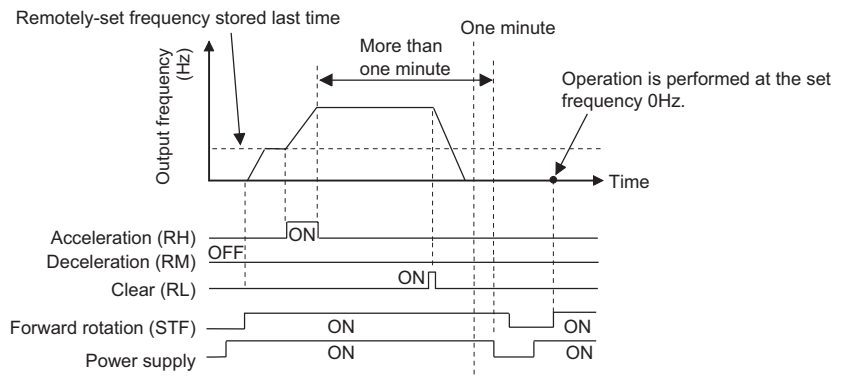 Remotely-set frequency stored last time
One minute
More than
one minute
Operation is performed at the set
frequency 0Hz.
Output frequency
(Hz)
Time
Acceleration (RH)
ON
OFF
Deceleration (RM)
Clear (RL)
ON
Forward rotation (STF)
ON
ON
Power supply
ON
ON